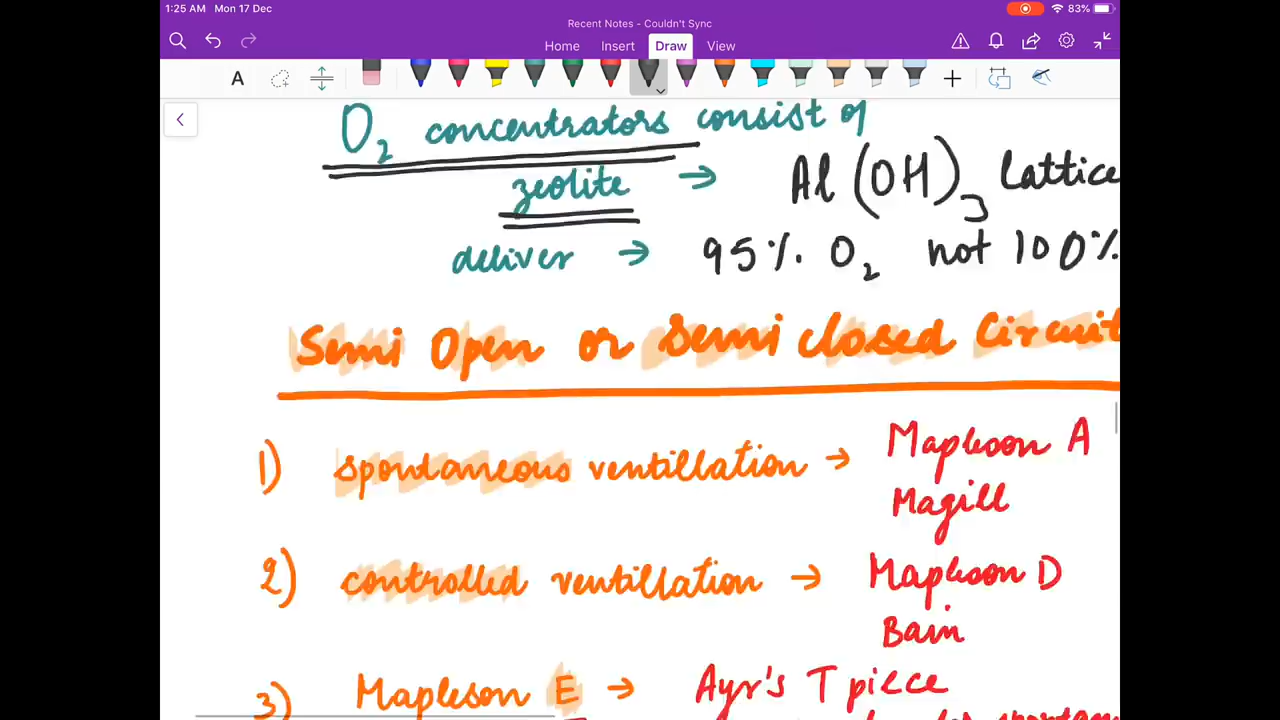 1:25 AM Mon 17 Dec
83%
Recent Notes - Couldn't Sync
Home Insert Draw View
A
O2 concentrators consist of
zeolite → Al (OH)3 lattice
deliver → 95% O2 not 100%
Semi Open or Semi closed Circuit
1) spontaneous ventillation → Mapleson A
Magill
2) controlled ventillation → Mapleson D
Bain
3) Mapleson E → Ayr's T piece